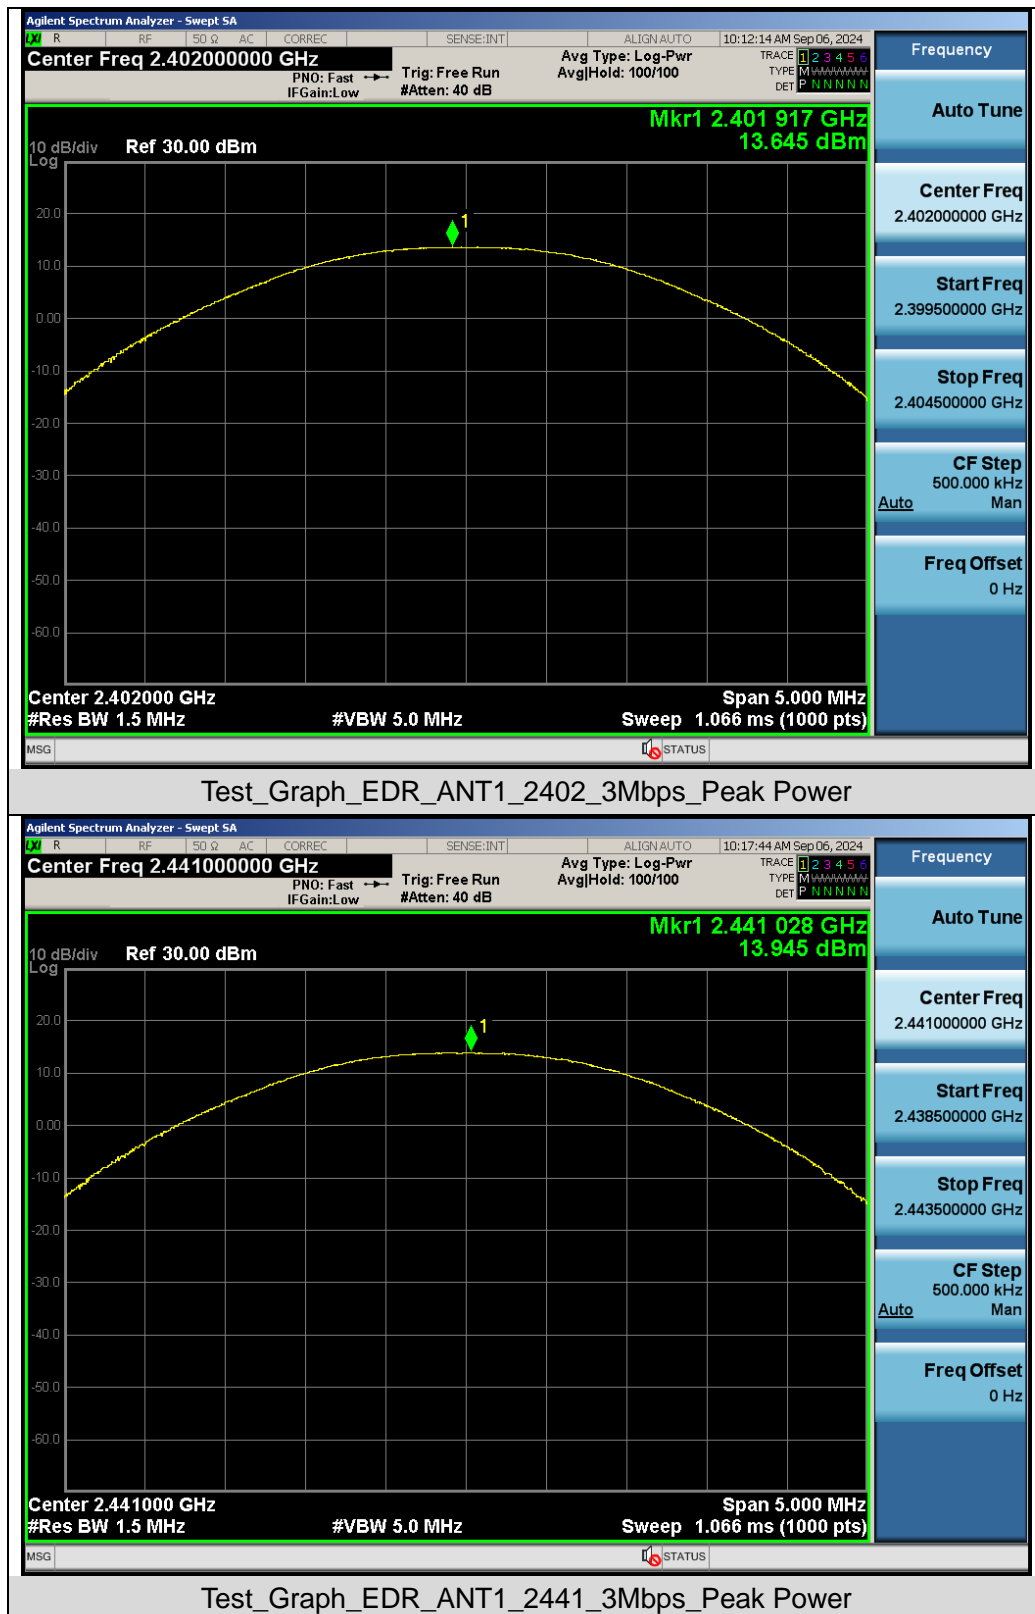 Agilent Spectrum Analyzer - Swept SA
LXI R RF 50 Ω AC CORREC SENSE:INT ALIGN AUTO 10:12:14 AM Sep 06, 2024
Center Freq 2.402000000 GHz
PNO: Fast
IFGain:Low
Trig: Free Run
#Atten: 40 dB
Avg Type: Log-Pwr
Avg|Hold: 100/100
TRACE 1 2 3 4 5 6
TYPE M WWWWW
DET P N N N N N
Mkr1 2.401 917 GHz
13.645 dBm
10 dB/div Ref 30.00 dBm
Log
1
20.0
10.0
0.00
-10.0
-20.0
-30.0
-40.0
-50.0
-60.0
Center 2.402000 GHz Span 5.000 MHz
#Res BW 1.5 MHz #VBW 5.0 MHz Sweep 1.066 ms (1000 pts)
MSG STATUS
Frequency
Auto Tune
Center Freq
2.402000000 GHz
Start Freq
2.399500000 GHz
Stop Freq
2.404500000 GHz
CF Step
500.000 kHz
Auto Man
Freq Offset
0 Hz
Test_Graph_EDR_ANT1_2402_3Mbps_Peak Power
Agilent Spectrum Analyzer - Swept SA
LXI R RF 50 Ω AC CORREC SENSE:INT ALIGN AUTO 10:17:44 AM Sep 06, 2024
Center Freq 2.441000000 GHz
PNO: Fast
IFGain:Low
Trig: Free Run
#Atten: 40 dB
Avg Type: Log-Pwr
Avg|Hold: 100/100
TRACE 1 2 3 4 5 6
TYPE M WWWWW
DET P N N N N N
Mkr1 2.441 028 GHz
13.945 dBm
10 dB/div Ref 30.00 dBm
Log
1
20.0
10.0
0.00
-10.0
-20.0
-30.0
-40.0
-50.0
-60.0
Center 2.441000 GHz Span 5.000 MHz
#Res BW 1.5 MHz #VBW 5.0 MHz Sweep 1.066 ms (1000 pts)
MSG STATUS
Frequency
Auto Tune
Center Freq
2.441000000 GHz
Start Freq
2.438500000 GHz
Stop Freq
2.443500000 GHz
CF Step
500.000 kHz
Auto Man
Freq Offset
0 Hz
Test_Graph_EDR_ANT1_2441_3Mbps_Peak Power